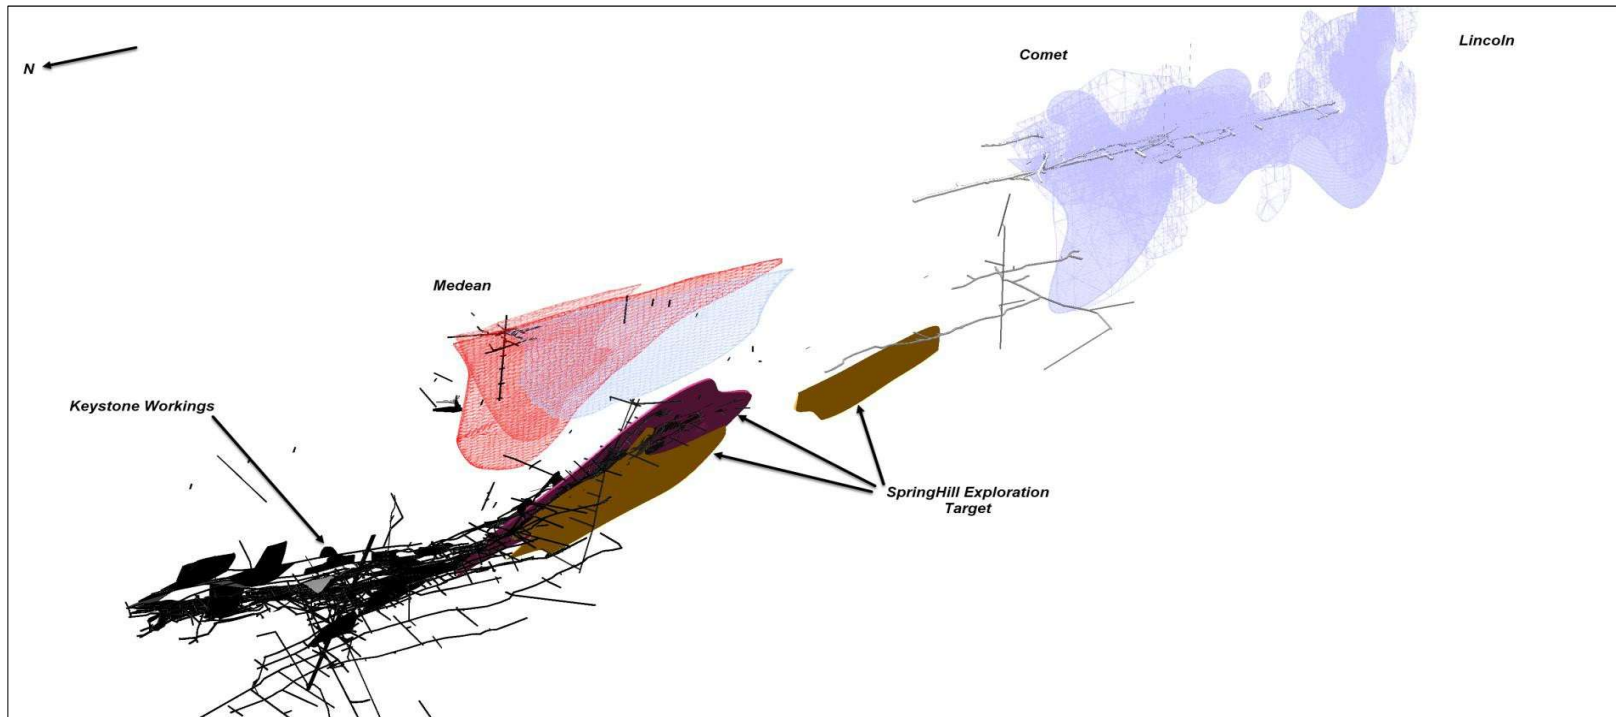 Lincoln
Comet
N
Medean
Keystone Workings
SpringHill Exploration
Target